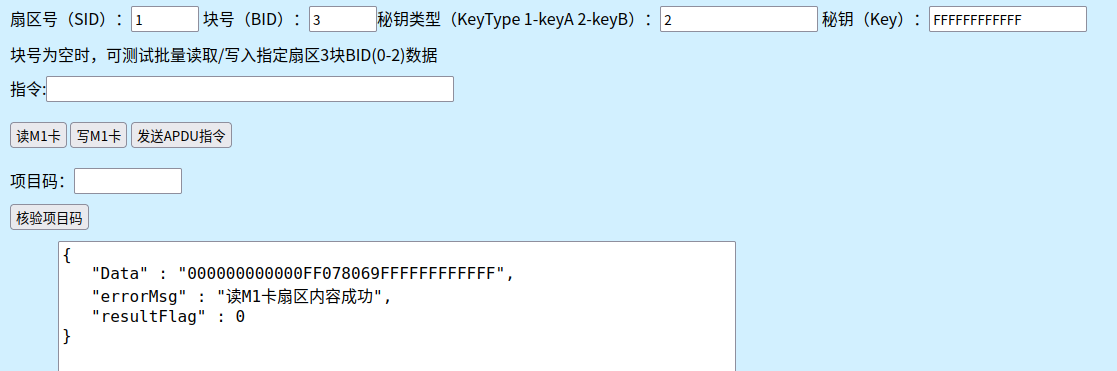 扇区号（SID）：1 块号（BID）：3 秘钥类型（KeyType 1-keyA 2-keyB）：2 秘钥（Key）：FFFFFFFFFFFF
块号为空时，可测试批量读取/写入指定扇区3块BID(0-2)数据
指令:
读M1卡 写M1卡 发送APDU指令
项目码：
核验项目码
{
"Data" : "000000000000FF078069FFFFFFFFFFFF",
"errorMsg" : "读M1卡扇区内容成功",
"resultFlag" : 0
}